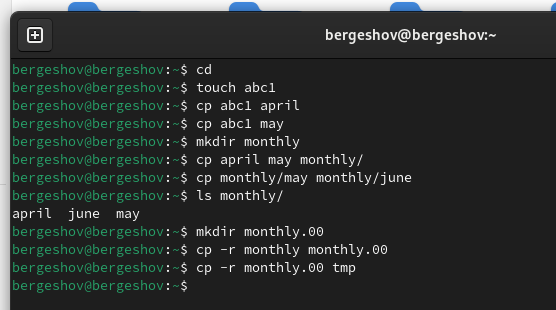 bergeshov@bergeshov:~
bergeshov@bergeshov:~$ cd
bergeshov@bergeshov:~$ touch abc1
bergeshov@bergeshov:~$ cp abc1 april
bergeshov@bergeshov:~$ cp abc1 may
bergeshov@bergeshov:~$ mkdir monthly
bergeshov@bergeshov:~$ cp april may monthly/
bergeshov@bergeshov:~$ cp monthly/may monthly/june
bergeshov@bergeshov:~$ ls monthly/
april  june  may
bergeshov@bergeshov:~$ mkdir monthly.00
bergeshov@bergeshov:~$ cp -r monthly monthly.00
bergeshov@bergeshov:~$ cp -r monthly.00 tmp
bergeshov@bergeshov:~$